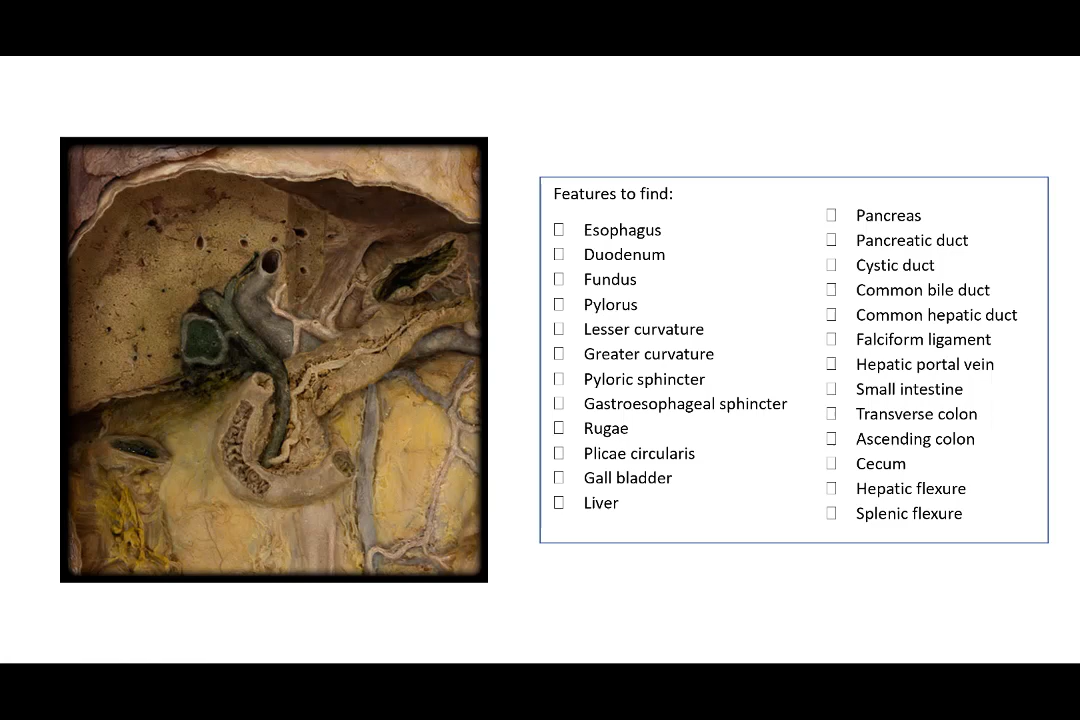 Features to find:
Esophagus
Duodenum
Fundus
Pylorus
Lesser curvature
Greater curvature
Pyloric sphincter
Gastroesophageal sphincter
Rugae
Plicae circularis
Gall bladder
Liver
Pancreas
Pancreatic duct
Cystic duct
Common bile duct
Common hepatic duct
Falciform ligament
Hepatic portal vein
Small intestine
Transverse colon
Ascending colon
Cecum
Hepatic flexure
Splenic flexure